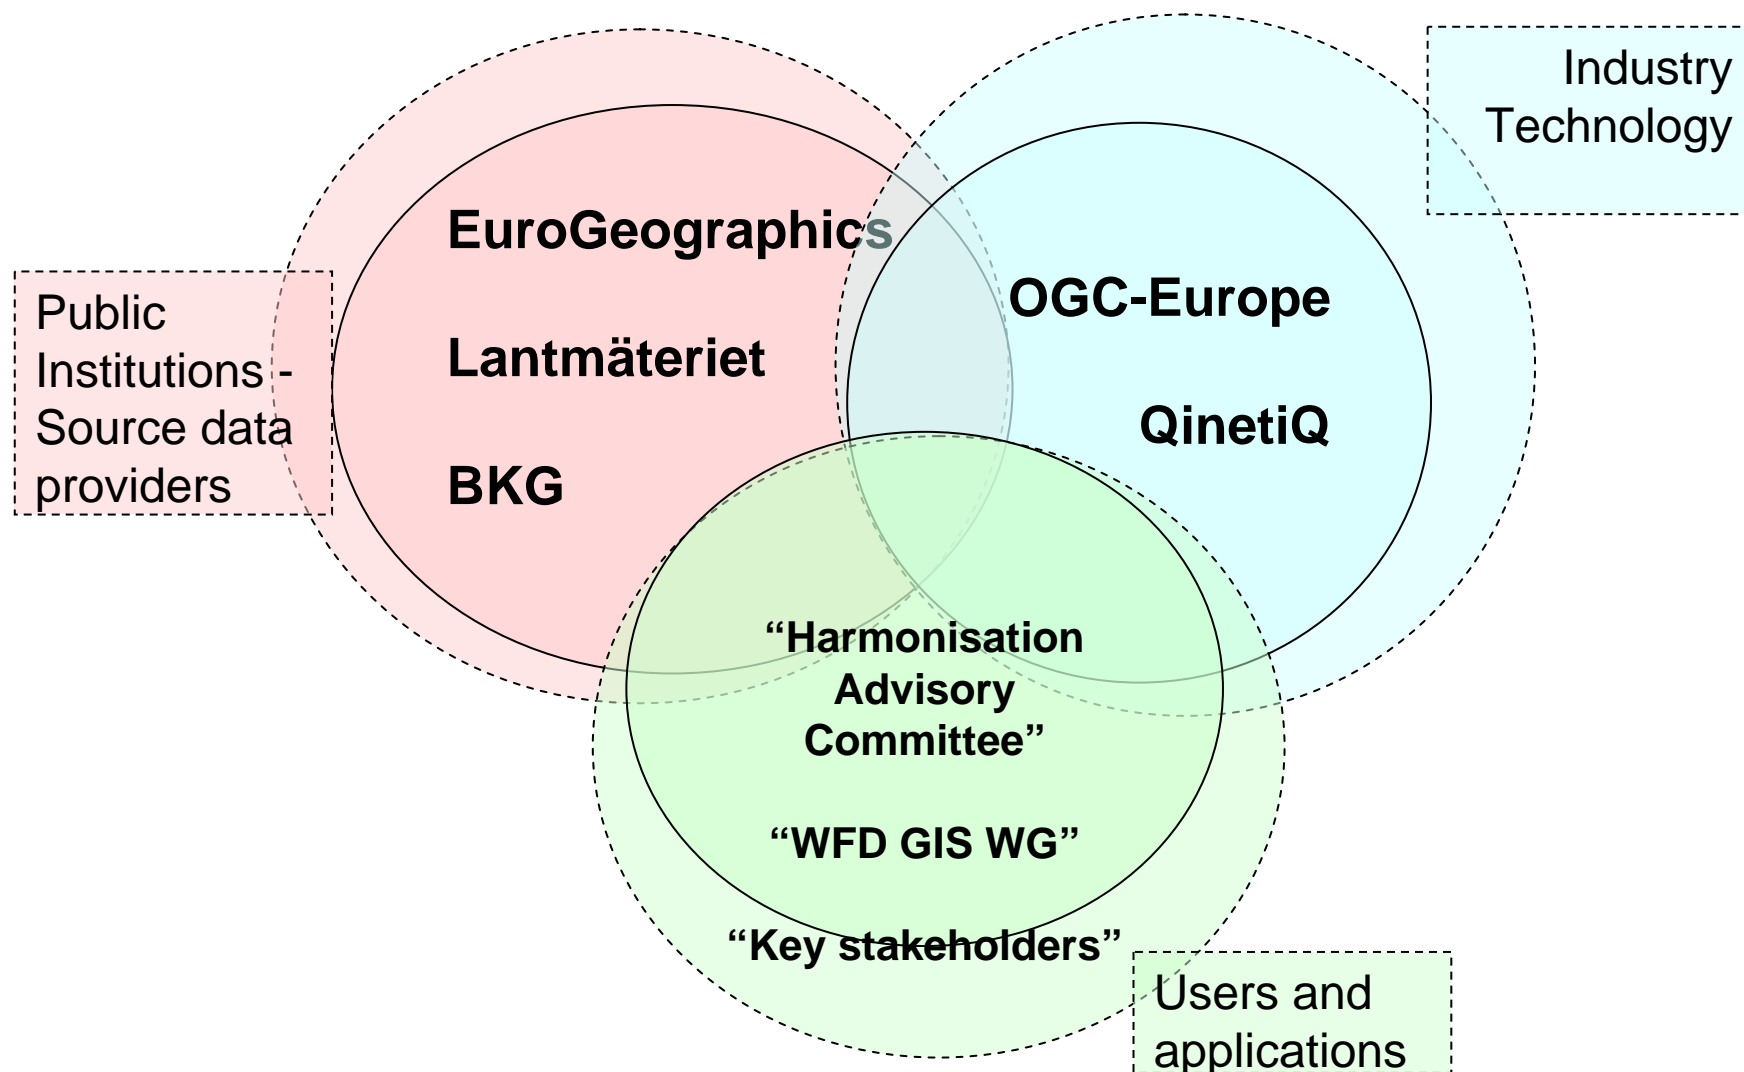 Industry
Technology
EuroGeographics
Lantmäteriet
BKG
OGC-Europe
QinetiQ
Public
Institutions -
Source data
providers
“Harmonisation
Advisory
Committee”
“WFD GIS WG”
“Key stakeholders”
Users and
applications